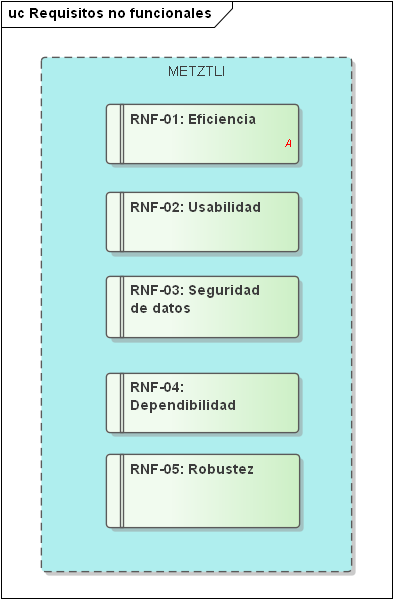 uc Requisitos no funcionales
METZTLI
RNF-01: Eficiencia
A
RNF-02: Usabilidad
RNF-03: Seguridad
de datos
RNF-04:
Dependibilidad
RNF-05: Robustez